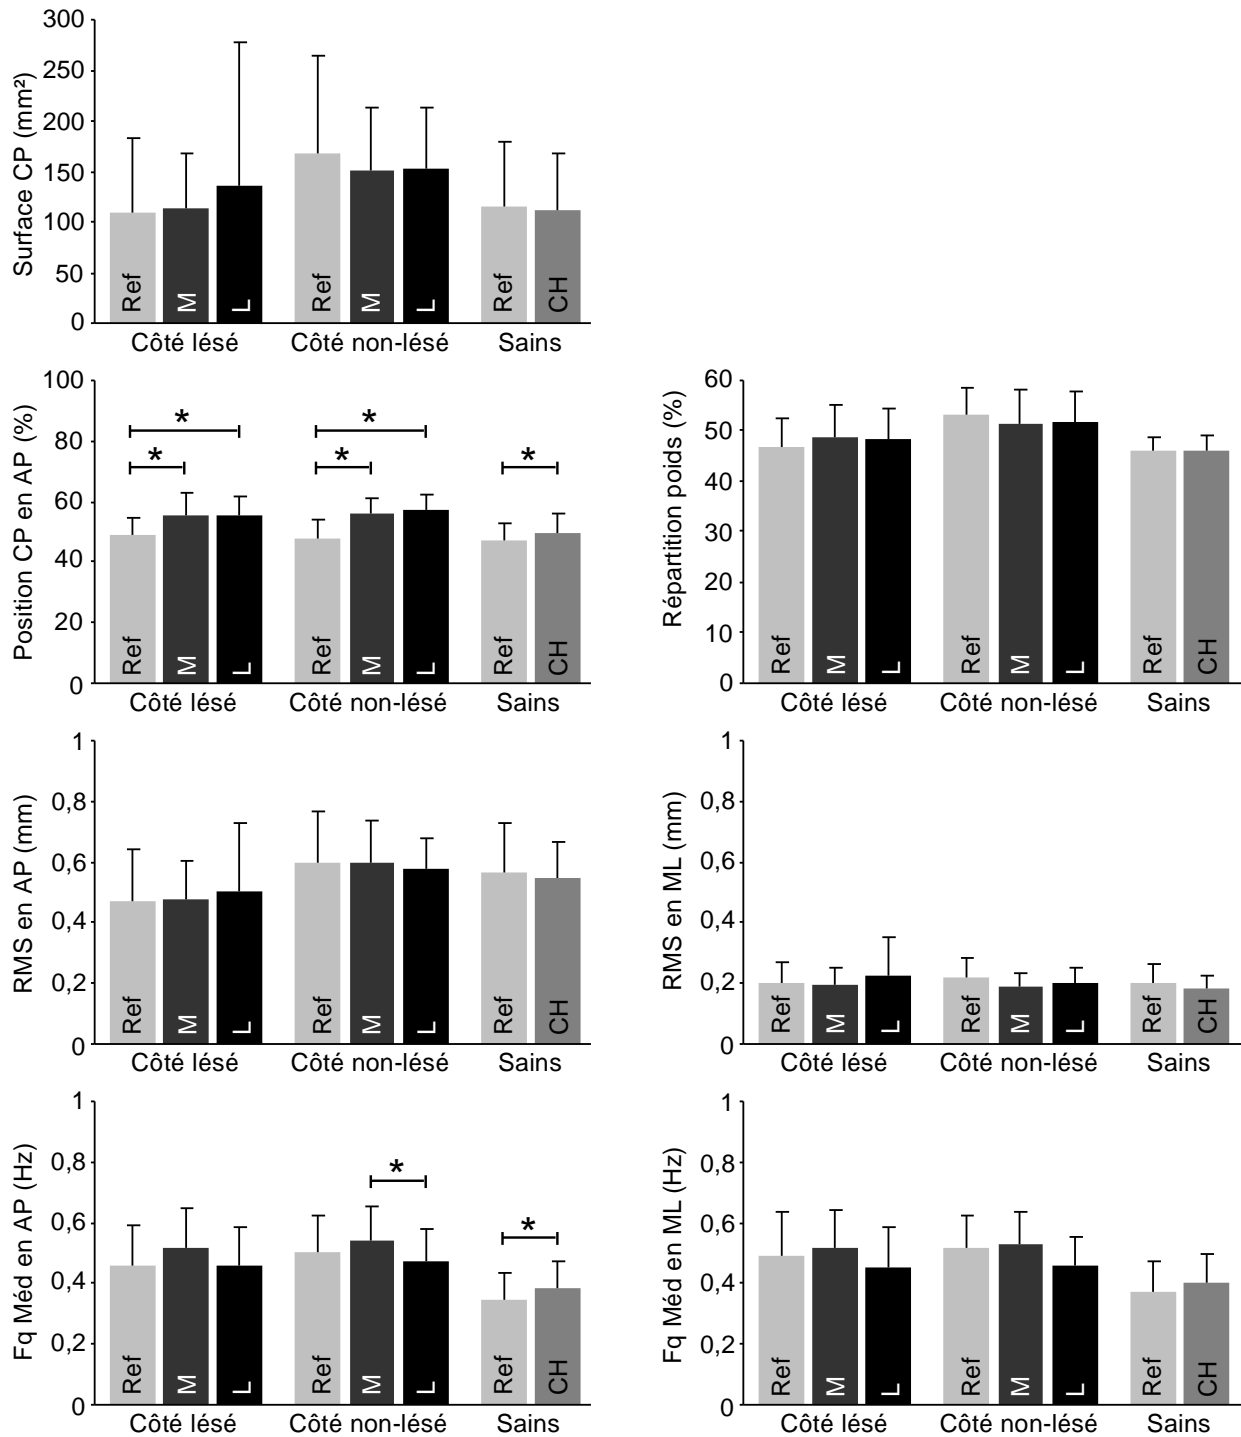 Surface CP (mm²)
300
250
200
150
100
50
0
Ref
M
L
Ref
M
L
Ref
CH
Côté lésé
Côté non-lésé
Sains
Position CP en AP (%)
100
80
60
40
20
0
*
*
*
*
*
Ref
M
L
Ref
M
L
Ref
CH
Côté lésé
Côté non-lésé
Sains
Répartition poids (%)
60
50
40
30
20
10
0
Ref
M
L
Ref
M
L
Ref
CH
Côté lésé
Côté non-lésé
Sains
RMS en AP (mm)
1
0,8
0,6
0,4
0,2
0
Ref
M
L
Ref
M
L
Ref
CH
Côté lésé
Côté non-lésé
Sains
RMS en ML (mm)
1
0,8
0,6
0,4
0,2
0
Ref
M
L
Ref
M
L
Ref
CH
Côté lésé
Côté non-lésé
Sains
Fq Méd en AP (Hz)
1
0,8
0,6
0,4
0,2
0
*
*
Ref
M
L
Ref
M
L
Ref
CH
Côté lésé
Côté non-lésé
Sains
Fq Méd en ML (Hz)
1
0,8
0,6
0,4
0,2
0
Ref
M
L
Ref
M
L
Ref
CH
Côté lésé
Côté non-lésé
Sains